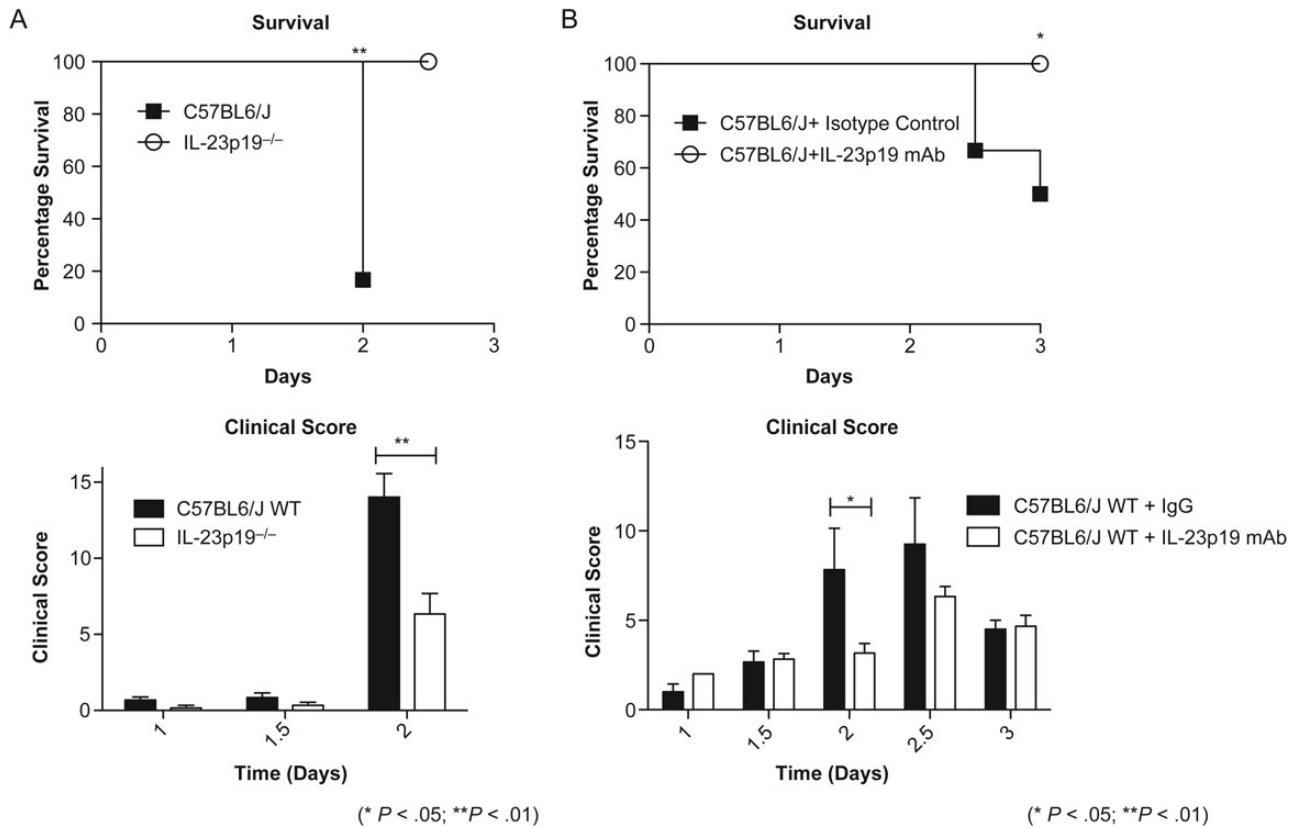 A
Survival
**
100
80
60
40
20
0
Percentage Survival
C57BL6/J
IL-23p19–/–
0 1 2 3
Days
B
Survival
*
100
80
60
40
20
0
Percentage Survival
C57BL6/J+ Isotype Control
C57BL6/J+IL-23p19 mAb
0 1 2 3
Days
Clinical Score
**
15
10
5
0
Clinical Score
C57BL6/J WT
IL-23p19–/–
1 1.5 2
Time (Days)
(* P < .05; **P < .01)
Clinical Score
*
15
10
5
0
Clinical Score
C57BL6/J WT + IgG
C57BL6/J WT + IL-23p19 mAb
1 1.5 2 2.5 3
Time (Days)
(* P < .05; **P < .01)